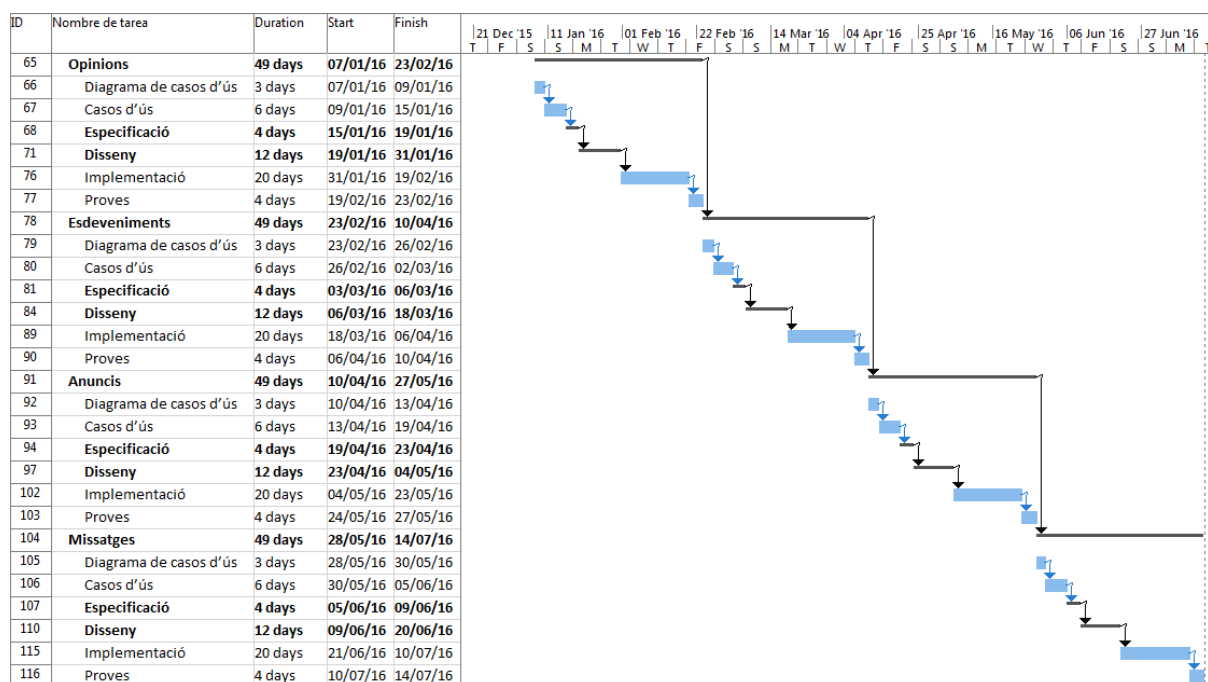 ID Nombre de tarea Duration Start Finish
21 Dec '15 11 Jan '16 01 Feb '16 22 Feb '16 14 Mar '16 04 Apr '16 25 Apr '16 16 May '16 06 Jun '16 27 Jun '16
T F S S M T W T F S S M T W T F S S M T W T F S S M T
65 Opinions 49 days 07/01/16 23/02/16
66 Diagrama de casos d'ús 3 days 07/01/16 09/01/16
67 Casos d'ús 6 days 09/01/16 15/01/16
68 Especificació 4 days 15/01/16 19/01/16
71 Disseny 12 days 19/01/16 31/01/16
76 Implementació 20 days 31/01/16 19/02/16
77 Proves 4 days 19/02/16 23/02/16
78 Esdeveniments 49 days 23/02/16 10/04/16
79 Diagrama de casos d'ús 3 days 23/02/16 26/02/16
80 Casos d'ús 6 days 26/02/16 02/03/16
81 Especificació 4 days 03/03/16 06/03/16
84 Disseny 12 days 06/03/16 18/03/16
89 Implementació 20 days 18/03/16 06/04/16
90 Proves 4 days 06/04/16 10/04/16
91 Anuncis 49 days 10/04/16 27/05/16
92 Diagrama de casos d'ús 3 days 10/04/16 13/04/16
93 Casos d'ús 6 days 13/04/16 19/04/16
94 Especificació 4 days 19/04/16 23/04/16
97 Disseny 12 days 23/04/16 04/05/16
102 Implementació 20 days 04/05/16 23/05/16
103 Proves 4 days 24/05/16 27/05/16
104 Missatges 49 days 28/05/16 14/07/16
105 Diagrama de casos d'ús 3 days 28/05/16 30/05/16
106 Casos d'ús 6 days 30/05/16 05/06/16
107 Especificació 4 days 05/06/16 09/06/16
110 Disseny 12 days 09/06/16 20/06/16
115 Implementació 20 days 21/06/16 10/07/16
116 Proves 4 days 10/07/16 14/07/16